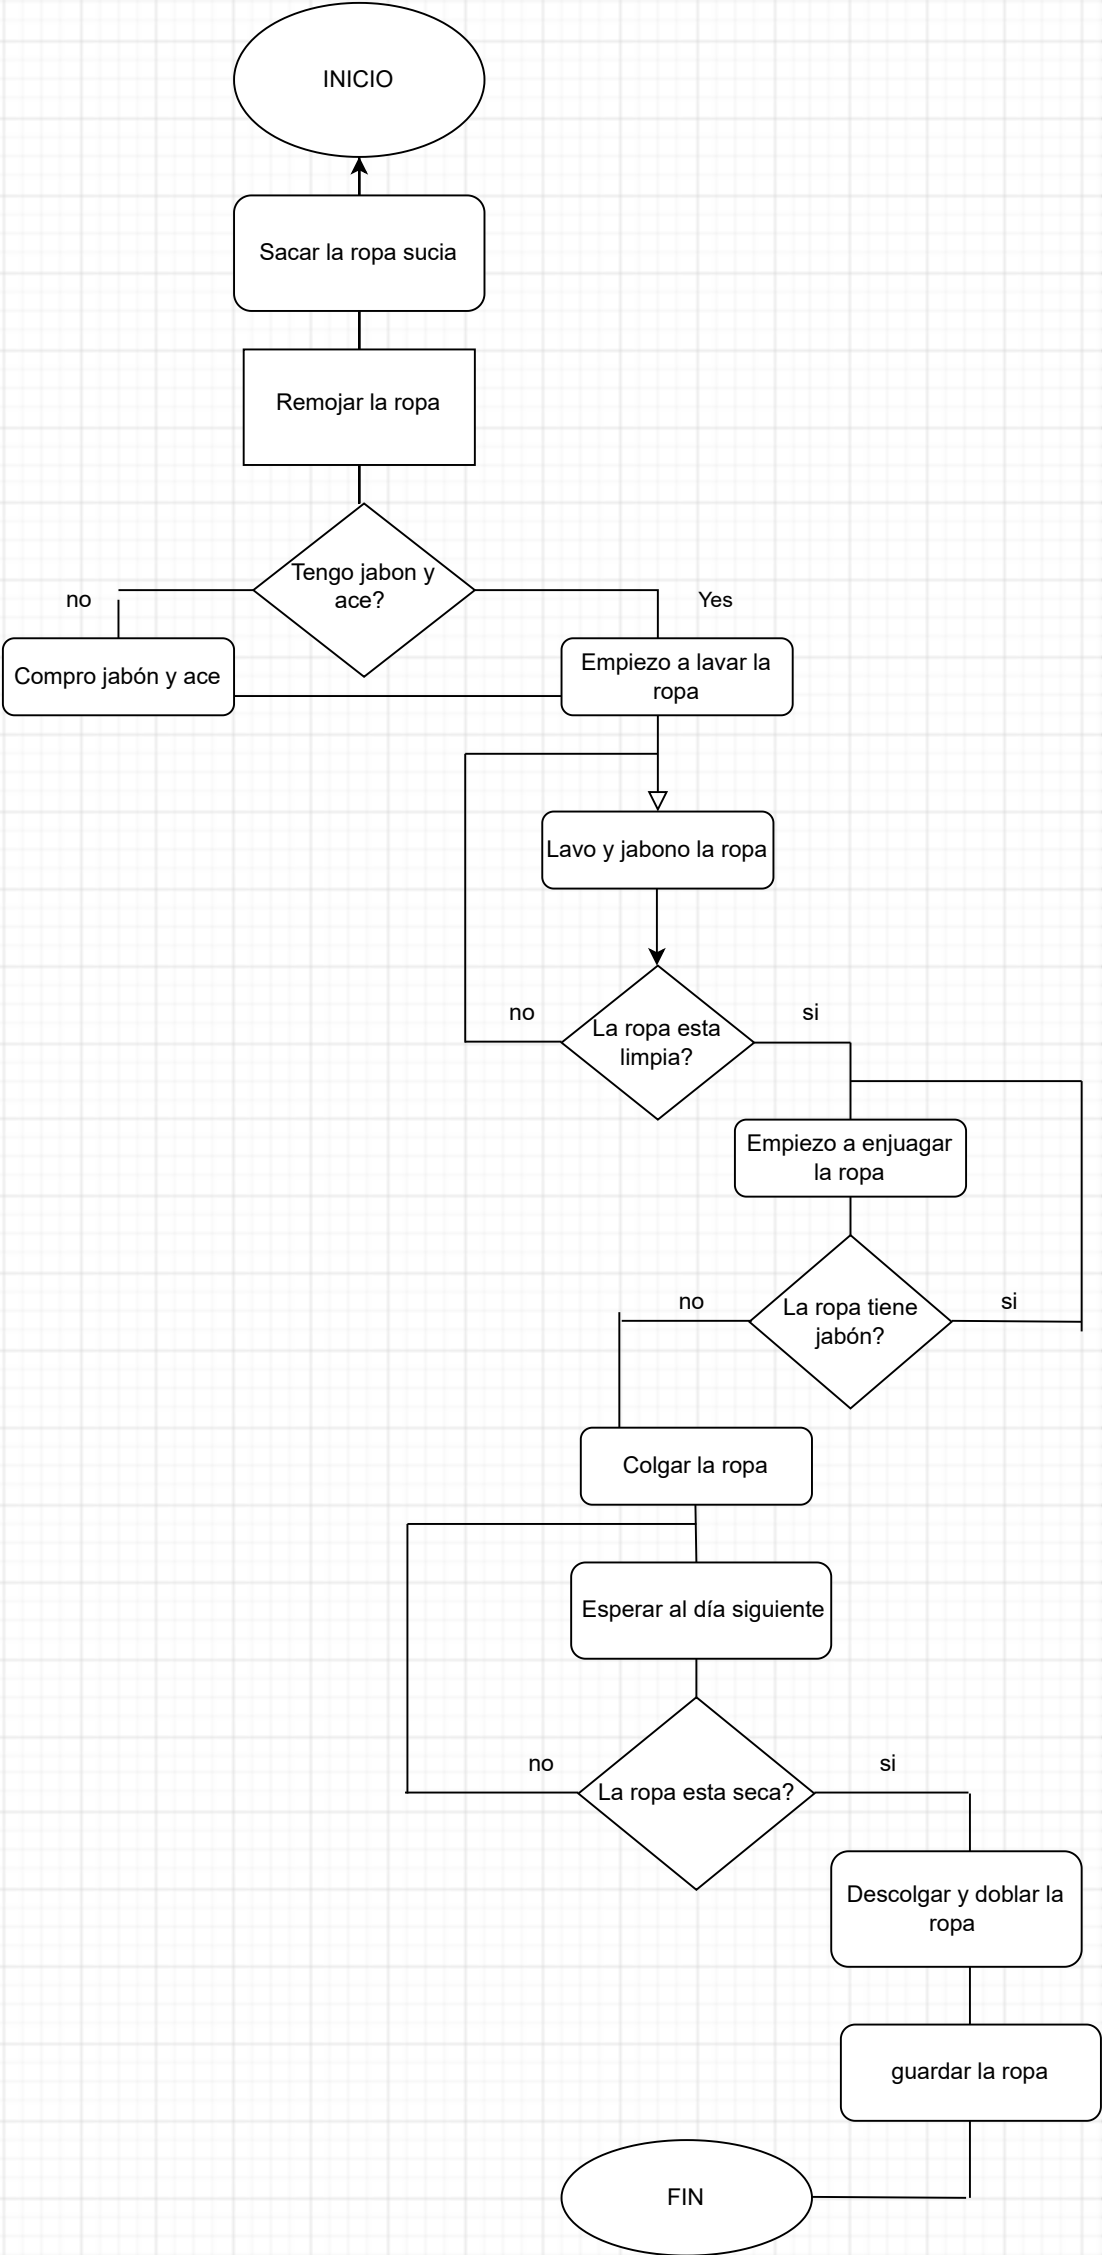 INICIO
Sacar la ropa sucia
Remojar la ropa
Tengo jabon y
ace?
no
Yes
Compro jabón y ace
Empiezo a lavar la
ropa
Lavo y jabono la ropa
no
si
La ropa esta
limpia?
Empiezo a enjuagar
la ropa
no
si
La ropa tiene
jabón?
Colgar la ropa
Esperar al día siguiente
no
si
La ropa esta seca?
Descolgar y doblar la
ropa
guardar la ropa
FIN